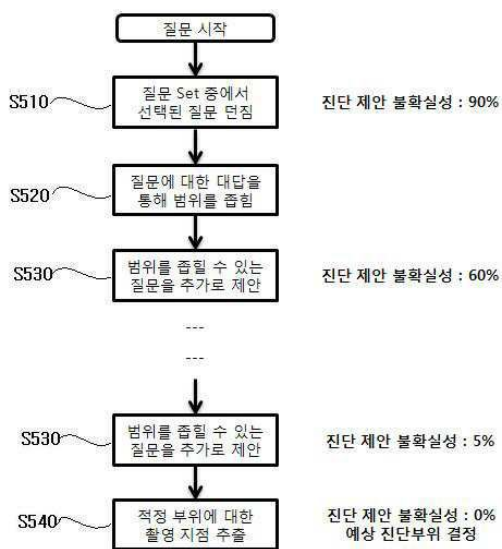 질문 시작
S510
질문 Set 중에서
선택된 질문 던짐
진단 제안 불확실성 : 90%
S520
질문에 대한 대답을
통해 범위를 좁힘
S530
범위를 좁힐 수 있는
질문을 추가로 제안
진단 제안 불확실성 : 60%
---
---
S530
범위를 좁힐 수 있는
질문을 추가로 제안
진단 제안 불확실성 : 5%
S540
적정 부위에 대한
촬영 지점 추출
진단 제안 불확실성 : 0%
예상 진단부위 결정